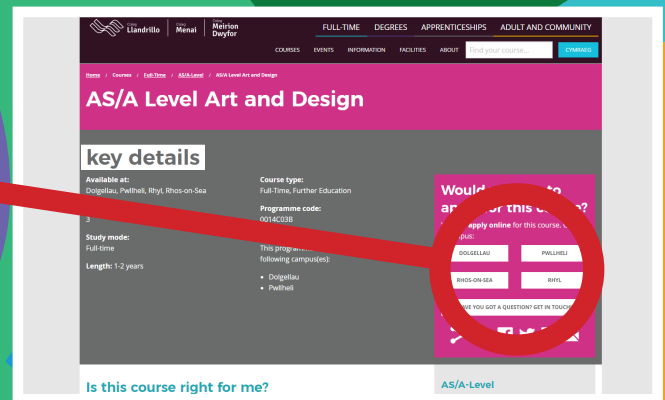 Coleg Llandrillo Coleg Menai Coleg Meirion Dwyfor
FULL-TIME DEGREES APPRENTICESHIPS ADULT AND COMMUNITY
COURSES EVENTS INFORMATION FACILITIES ABOUT Find your course... CYMRAEG
Home / Courses / Full-Time / AS/A-Level / AS/A Level Art and Design
AS/A Level Art and Design
key details
Available at:
Dolgellau, Pwllheli, Rhyl, Rhos-on-Sea
3
Study mode:
Full-time
Length: 1-2 years
Course type:
Full-Time, Further Education
Programme code:
0014C03B
This
following campus(es):
• Dolgellau
• Pwllheli
Would to
this
apply online for this course.
DOLGELLAU PWLLHELI
RHOS-ON-SEA RHYL
YOU GOT A QUESTION? GET IN TOUCH
Is this course right for me?
AS/A-Level